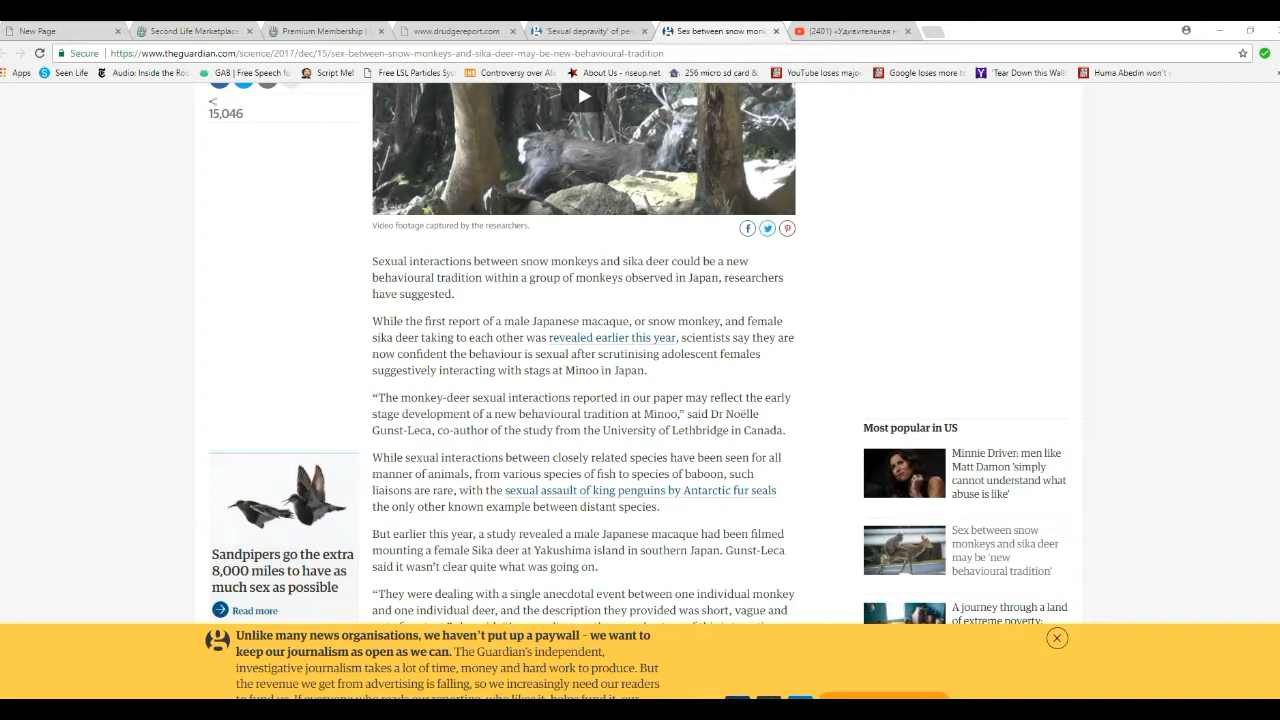 New Page
Second Life Marketplace
Premium Membership |
www.drudgereport.com
'Sexual depravity' of pen
Sex between snow monk
(2401) «Удивительная н
Secure
https://www.theguardian.com/science/2017/dec/15/sex-between-snow-monkeys-and-sika-deer-may-be-new-behavioural-tradition
Apps
Seen Life
Audio: Inside the Rou
GAB | Free Speech fo
Script Me!
Free LSL Particles Sys
Controversy over Ali
About Us - riseup.net
256 micro sd card &
YouTube loses major
Google loses more t
'Tear Down this Wall
Huma Abedin won't
15,046
Video footage captured by the researchers.
Sexual interactions between snow monkeys and sika deer could be a new
behavioural tradition within a group of monkeys observed in Japan, researchers
have suggested.
While the first report of a male Japanese macaque, or snow monkey, and female
sika deer taking to each other was revealed earlier this year, scientists say they are
now confident the behaviour is sexual after scrutinising adolescent females
suggestively interacting with stags at Minoo in Japan.
“The monkey-deer sexual interactions reported in our paper may reflect the early
stage development of a new behavioural tradition at Minoo,” said Dr Noëlle
Gunst-Leca, co-author of the study from the University of Lethbridge in Canada.
While sexual interactions between closely related species have been seen for all
manner of animals, from various species of fish to species of baboon, such
liaisons are rare, with the sexual assault of king penguins by Antarctic fur seals
the only other known example between distant species.
But earlier this year, a study revealed a male Japanese macaque had been filmed
mounting a female Sika deer at Yakushima island in southern Japan. Gunst-Leca
said it wasn't clear quite what was going on.
“They were dealing with a single anecdotal event between one individual monkey
and one individual deer, and the description they provided was short, vague and
Sandpipers go the extra
8,000 miles to have as
much sex as possible
Read more
Most popular in US
Minnie Driver: men like
Matt Damon 'simply
cannot understand what
abuse is like'
Sex between snow
monkeys and sika deer
may be 'new
behavioural tradition'
A journey through a land
of extreme poverty:
Unlike many news organisations, we haven't put up a paywall – we want to
keep our journalism as open as we can. The Guardian's independent,
investigative journalism takes a lot of time, money and hard work to produce. But
the revenue we get from advertising is falling, so we increasingly need our readers
to fund us. If everyone who reads our reporting, who likes it, helps fund it, our